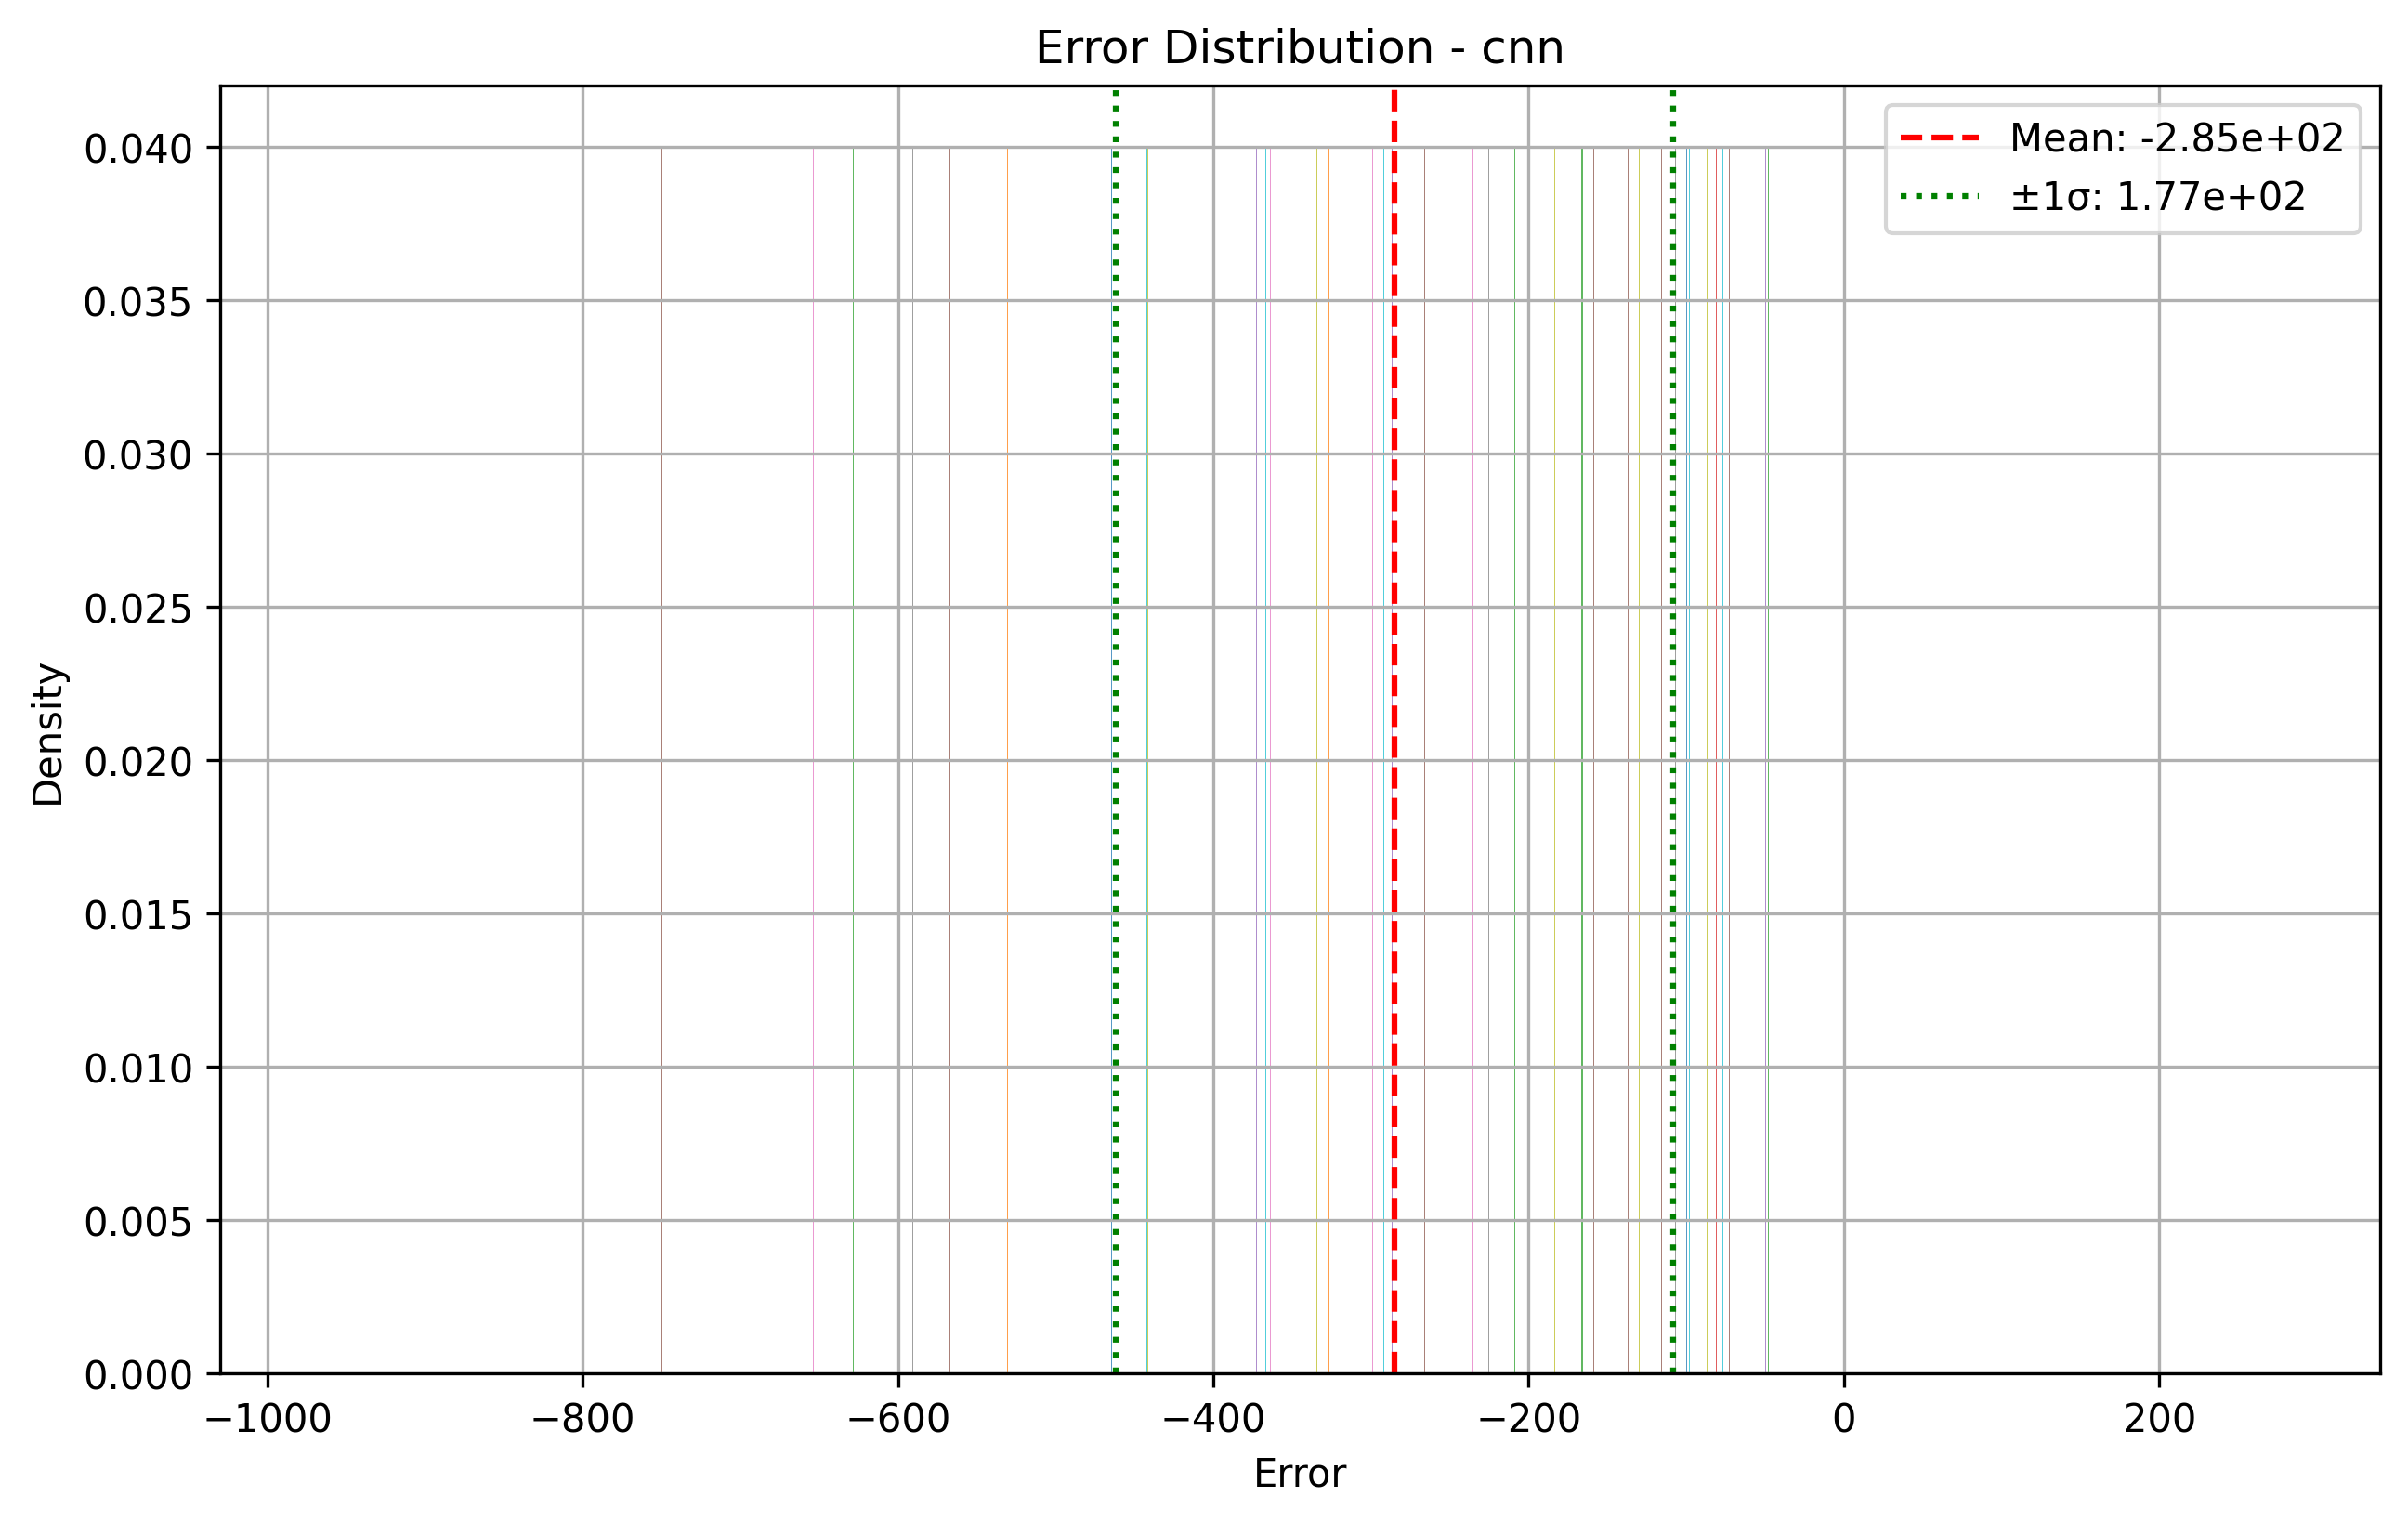 Error Distribution - cnn
Mean: -2.85e+02
±1σ: 1.77e+02
0.040
0.035
0.030
0.025
0.020
0.015
0.010
0.005
0.000
Density
−1000 −800 −600 −400 −200 0 200
Error